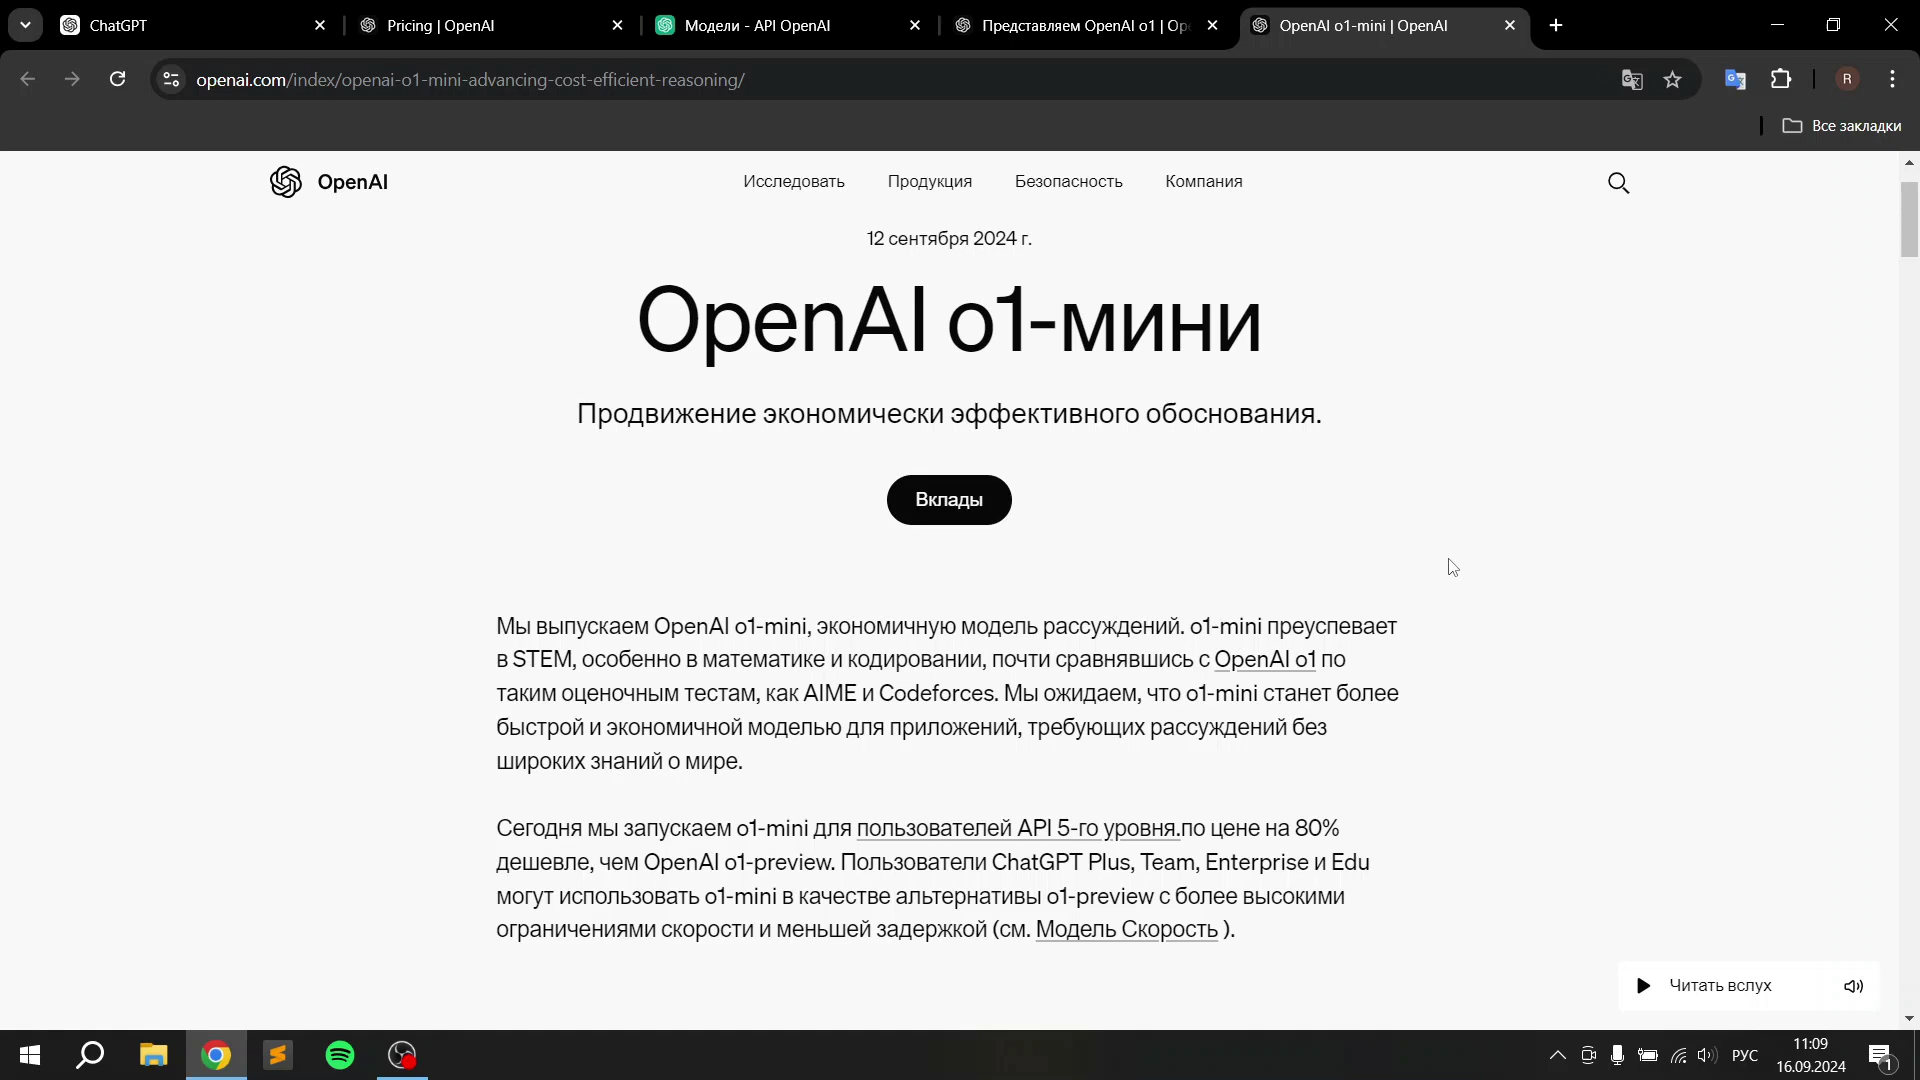 ChatGPT
Pricing | OpenAI
Модели - API OpenAI
Представляем OpenAI o1 | Op
OpenAI o1-mini | OpenAI
openai.com/index/openai-o1-mini-advancing-cost-efficient-reasoning/
R
Все закладки
OpenAI
Исследовать
Продукция
Безопасность
Компания
12 сентября 2024 г.
OpenAI o1-мини
Продвижение экономически эффективного обоснования.
Вклады
Мы выпускаем OpenAI o1-mini, экономичную модель рассуждений. o1-mini преуспевает
в STEM, особенно в математике и кодировании, почти сравнявшись с OpenAI o1 по
таким оценочным тестам, как AIME и Codeforces. Мы ожидаем, что o1-mini станет более
быстрой и экономичной моделью для приложений, требующих рассуждений без
широких знаний о мире.
Сегодня мы запускаем o1-mini для пользователей API 5-го уровня.по цене на 80%
дешевле, чем OpenAI o1-preview. Пользователи ChatGPT Plus, Team, Enterprise и Edu
могут использовать o1-mini в качестве альтернативы o1-preview с более высокими
ограничениями скорости и меньшей задержкой (см. Модель Скорость ).
Читать вслух
РУС
11:09
16.09.2024
1